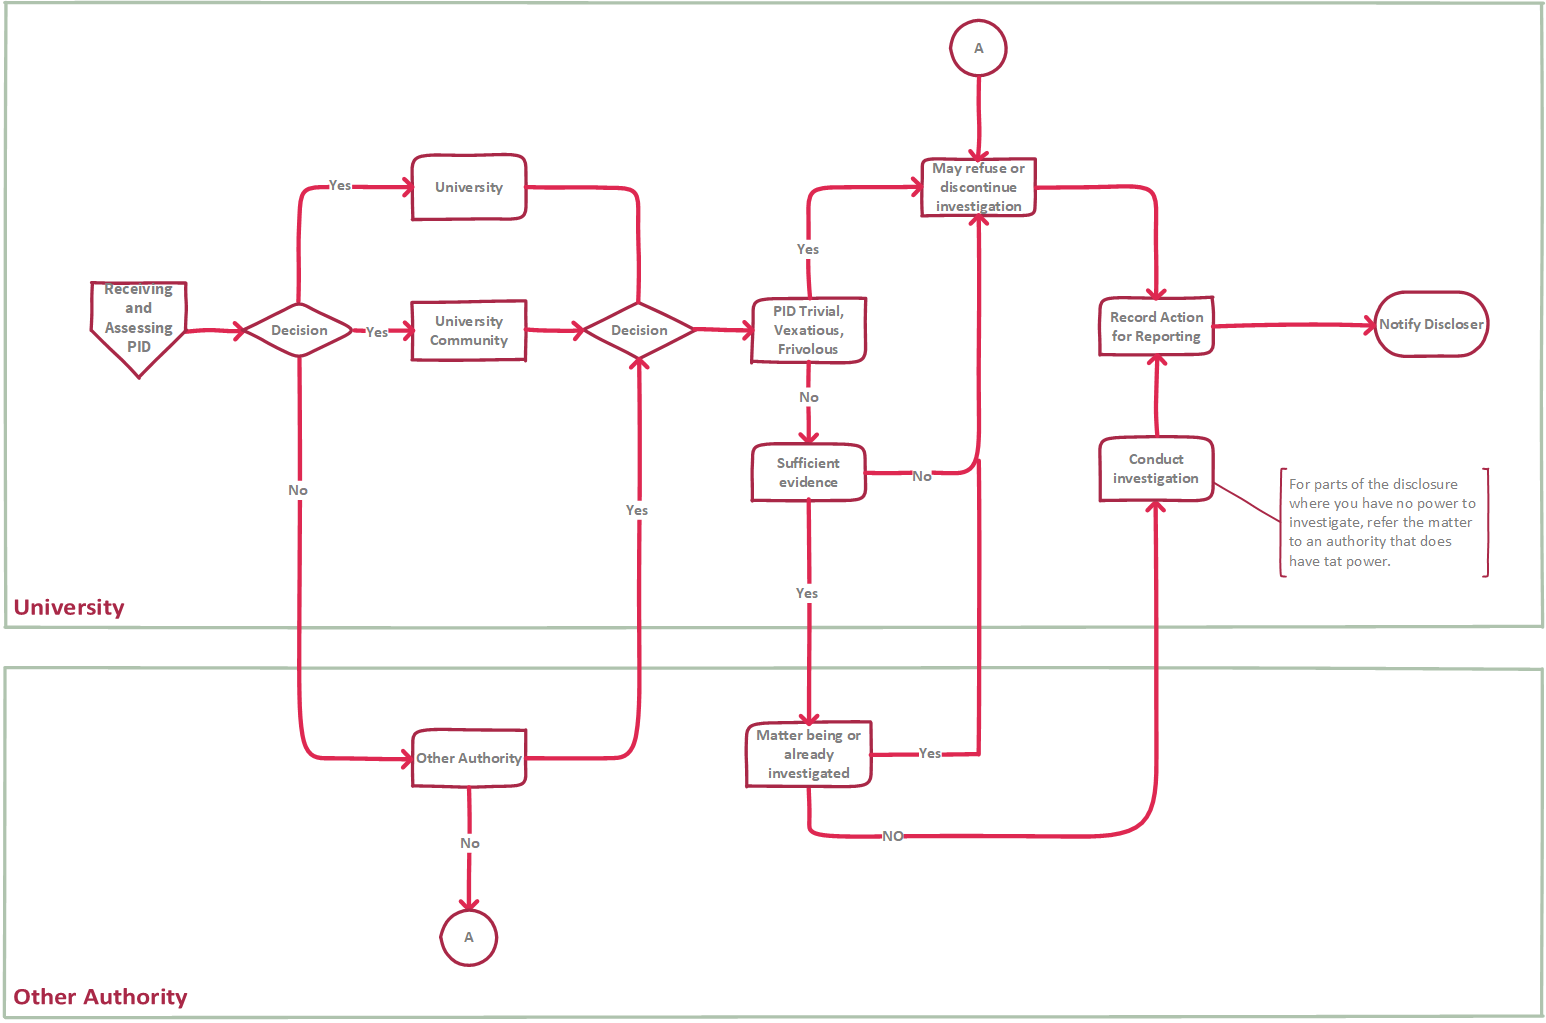 A
May refuse or
discontinue
investigation
Yes
University
Yes
Receiving
and
Assessing
PID
Decision
Yes
University
Community
Decision
PID Trivial,
Vexatious,
Frivolous
Record Action
for Reporting
Notify Discloser
No
Sufficient
evidence
No
Conduct
investigation
For parts of the disclosure
where you have no power to
investigate, refer the matter
to an authority that does
have tat power.
No
Yes
Yes
University
Other Authority
Matter being or
already
investigated
Yes
NO
No
A
Other Authority